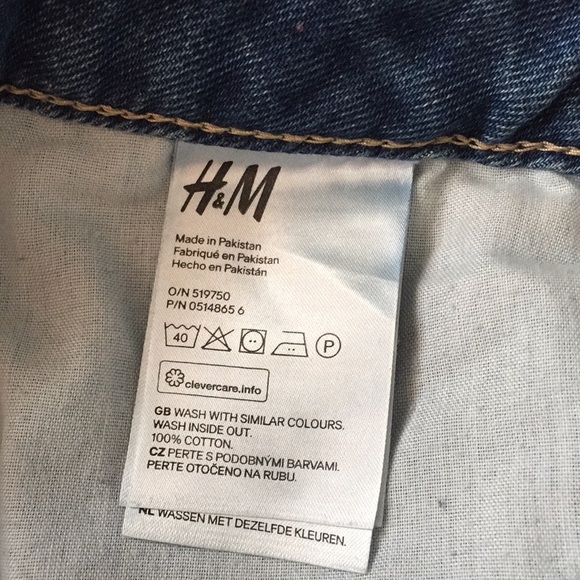 H&M
Made in Pakistan
Fabriqué en Pakistan
Hecho en Pakistán
O/N 519750
P/N 0514865 6
40 P
clevercare.info
GB WASH WITH SIMILAR COLOURS.
WASH INSIDE OUT.
100% COTTON.
CZ PERTE S PODOBNÝMI BARVAMI.
PERTE OTOČENO NA RUBU.
NL WASSEN MET DEZELFDE KLEUREN.